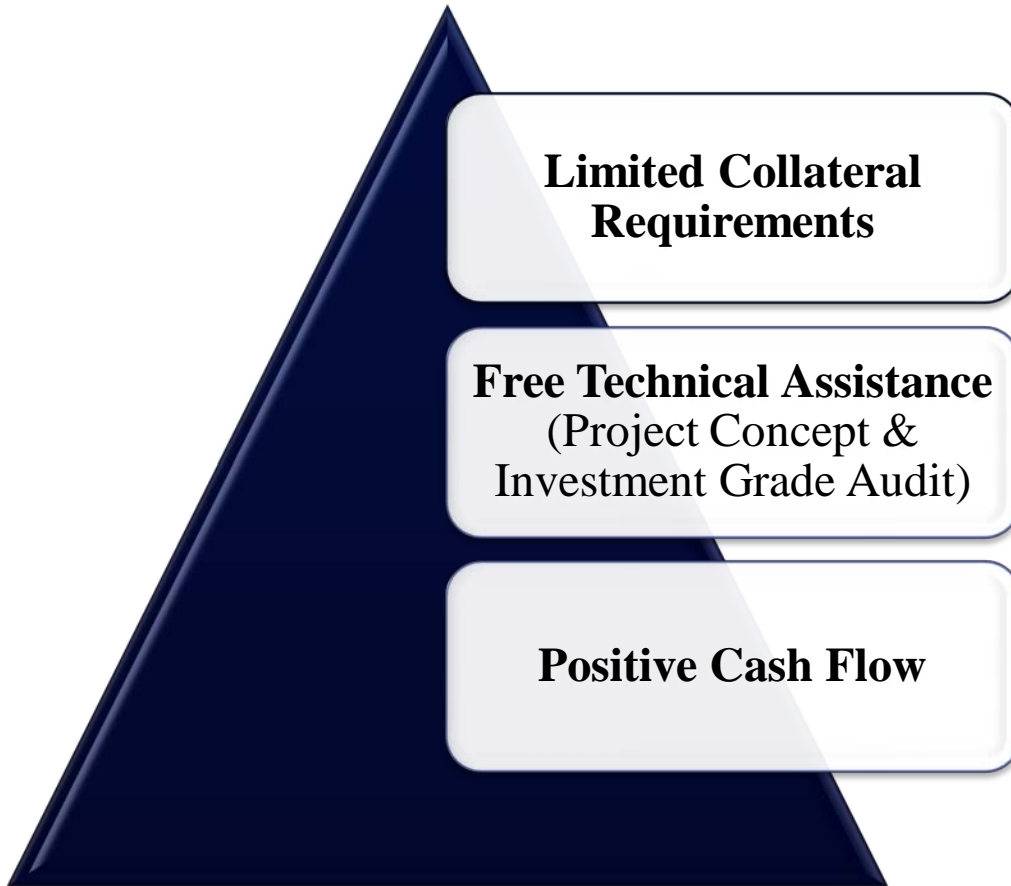 Limited Collateral
Requirements
Free Technical Assistance
(Project Concept &
Investment Grade Audit)
Positive Cash Flow